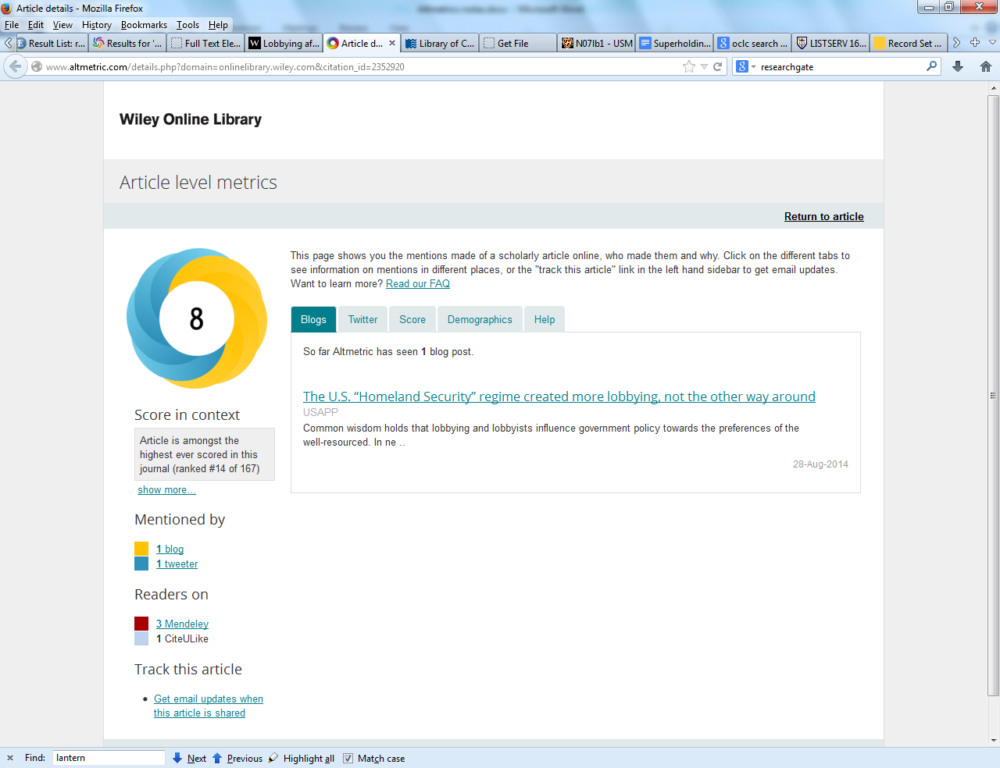 Article details - Mozilla Firefox
File Edit View History Bookmarks Tools Help
Result List: r... Results for '... Full Text Ele... Lobbying af... Article d... Library of C... Get File N07lb1 - USM Superholdin... oclc search ... LISTSERV 16... Record Set ...
www.altmetric.com/details.php?domain=onlinelibrary.wiley.com&citation_id=2352920 researchgate
Wiley Online Library
Article level metrics
Return to article
8
This page shows you the mentions made of a scholarly article online, who made them and why. Click on the different tabs to
see information on mentions in different places, or the "track this article" link in the left hand sidebar to get email updates.
Want to learn more? Read our FAQ
Blogs Twitter Score Demographics Help
So far Altmetric has seen 1 blog post.
The U.S. “Homeland Security” regime created more lobbying, not the other way around
USAPP
Common wisdom holds that lobbying and lobbyists influence government policy towards the preferences of the
well-resourced. In ne ..
28-Aug-2014
Score in context
Article is amongst the
highest ever scored in this
journal (ranked #14 of 167)
show more...
Mentioned by
1 blog
1 tweeter
Readers on
3 Mendeley
1 CiteULike
Track this article
Get email updates when
this article is shared
Find: lantern Next Previous Highlight all Match case